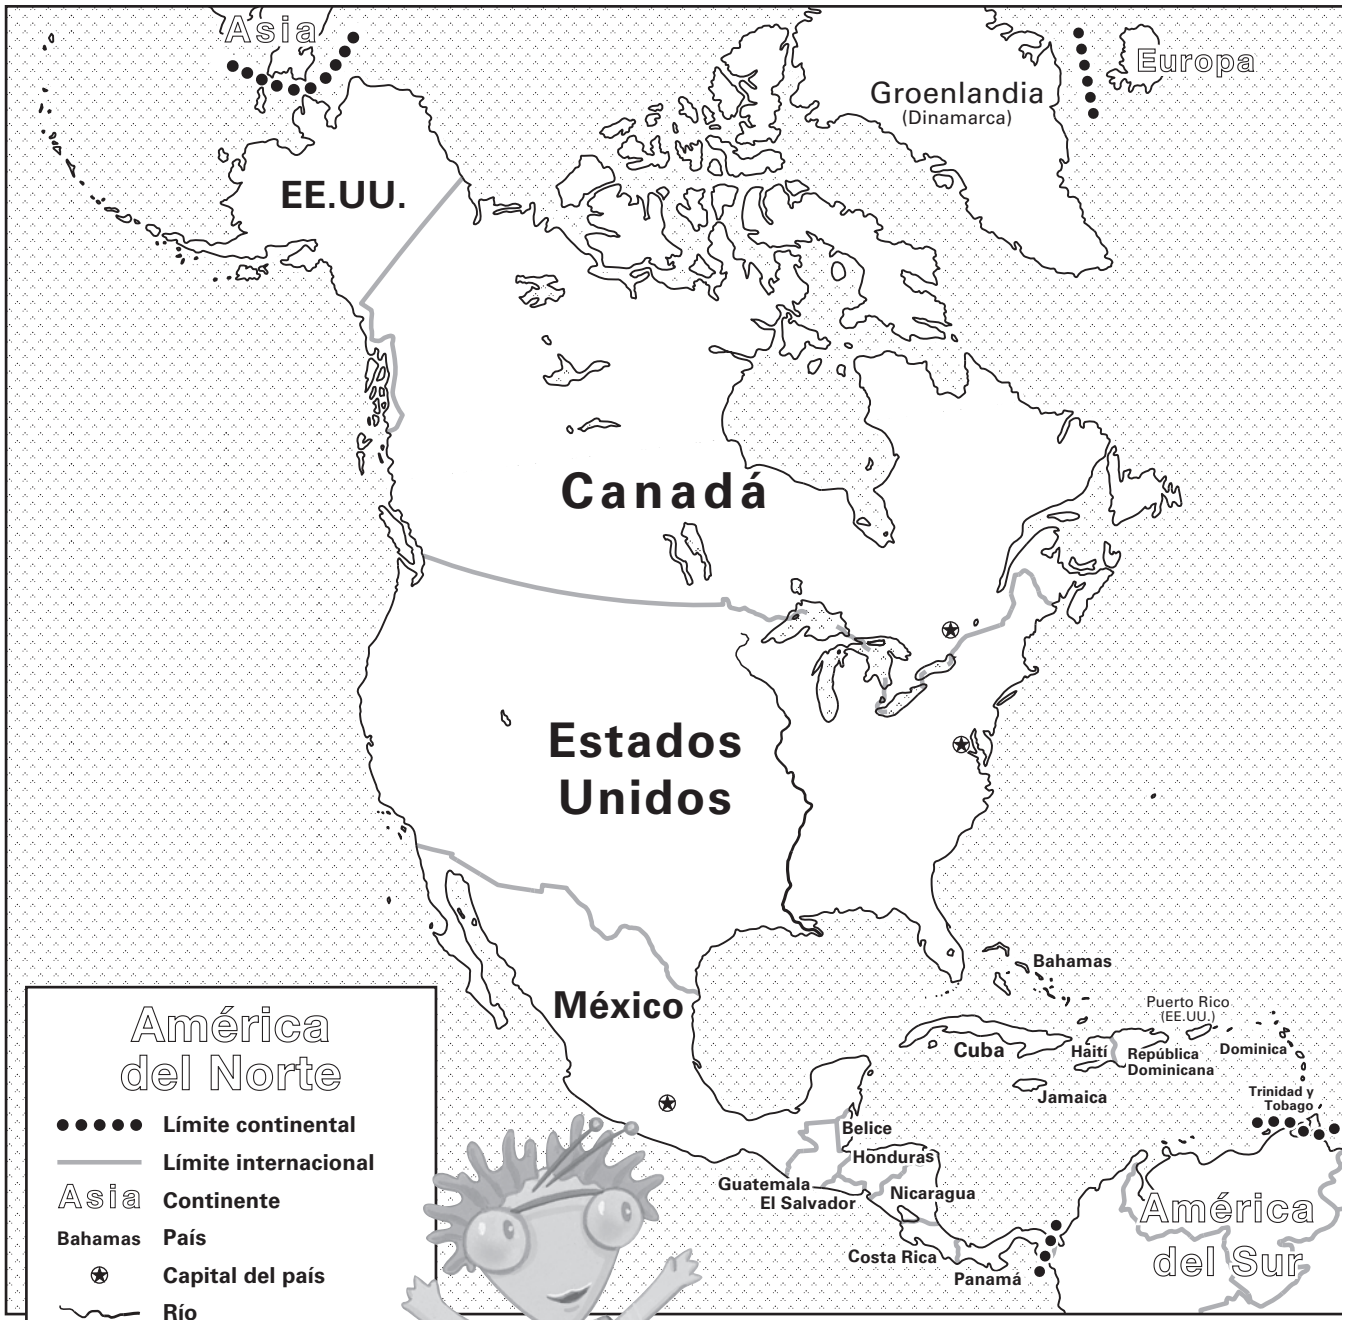 Asia
Europa
Groenlandia
(Dinamarca)
EE.UU.
Canadá
Estados
Unidos
México
Bahamas
Puerto Rico
(EE.UU.)
Cuba
Haití
República
Dominicana
Dominica
Jamaica
Trinidad y
Tobago
Belice
Honduras
Guatemala
El Salvador
Nicaragua
Costa Rica
Panamá
América
del Sur
América
del Norte
Límite continental
Límite internacional
Asia Continente
Bahamas País
Capital del país
Río